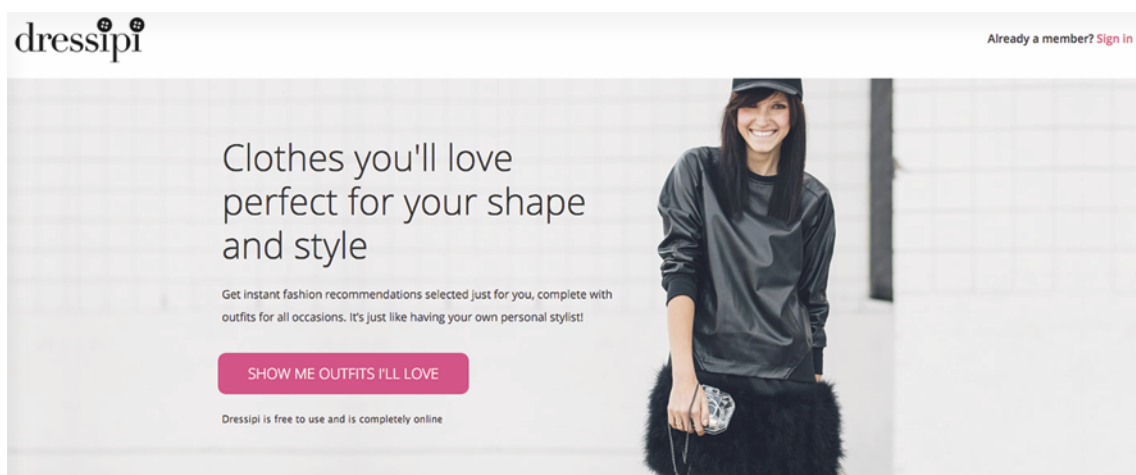 dressipi
Already a member? Sign in
Clothes you'll love
perfect for your shape
and style
Get instant fashion recommendations selected just for you, complete with
outfits for all occasions. It's just like having your own personal stylist!
SHOW ME OUTFITS I'LL LOVE
Dressipi is free to use and is completely online